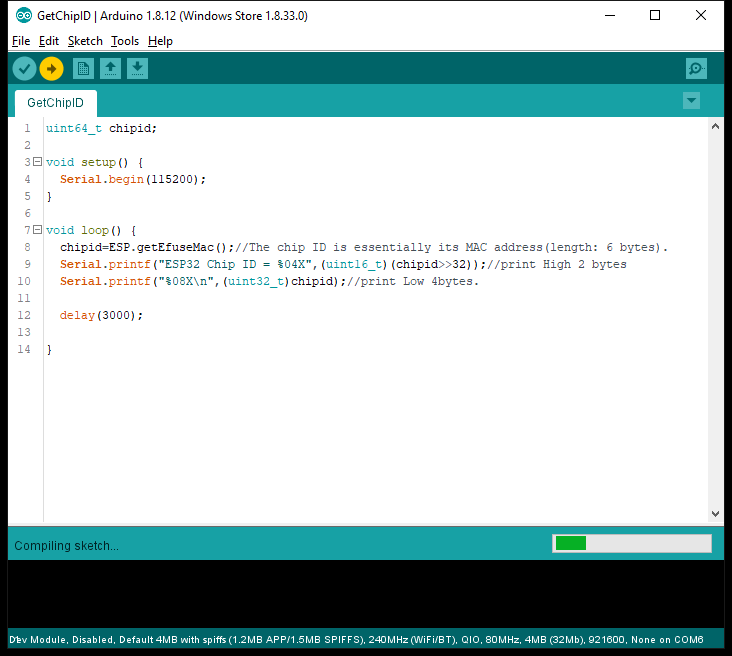 GetChipID | Arduino 1.8.12 (Windows Store 1.8.33.0)
File Edit Sketch Tools Help
GetChipID
1 uint64_t chipid;
2
3 void setup() {
4 Serial.begin(115200);
5 }
6
7 void loop() {
8 chipid=ESP.getEfuseMac();//The chip ID is essentially its MAC address(length: 6 bytes).
9 Serial.printf("ESP32 Chip ID = %04X",(uint16_t)(chipid>>32));//print High 2 bytes
10 Serial.printf("%08X\n",(uint32_t)chipid);//print Low 4bytes.
11
12 delay(3000);
13
14 }
Compiling sketch...
Dev Module, Disabled, Default 4MB with spiffs (1.2MB APP/1.5MB SPIFFS), 240MHz (WiFi/BT), QIO, 80MHz, 4MB (32Mb), 921600, None on COM6